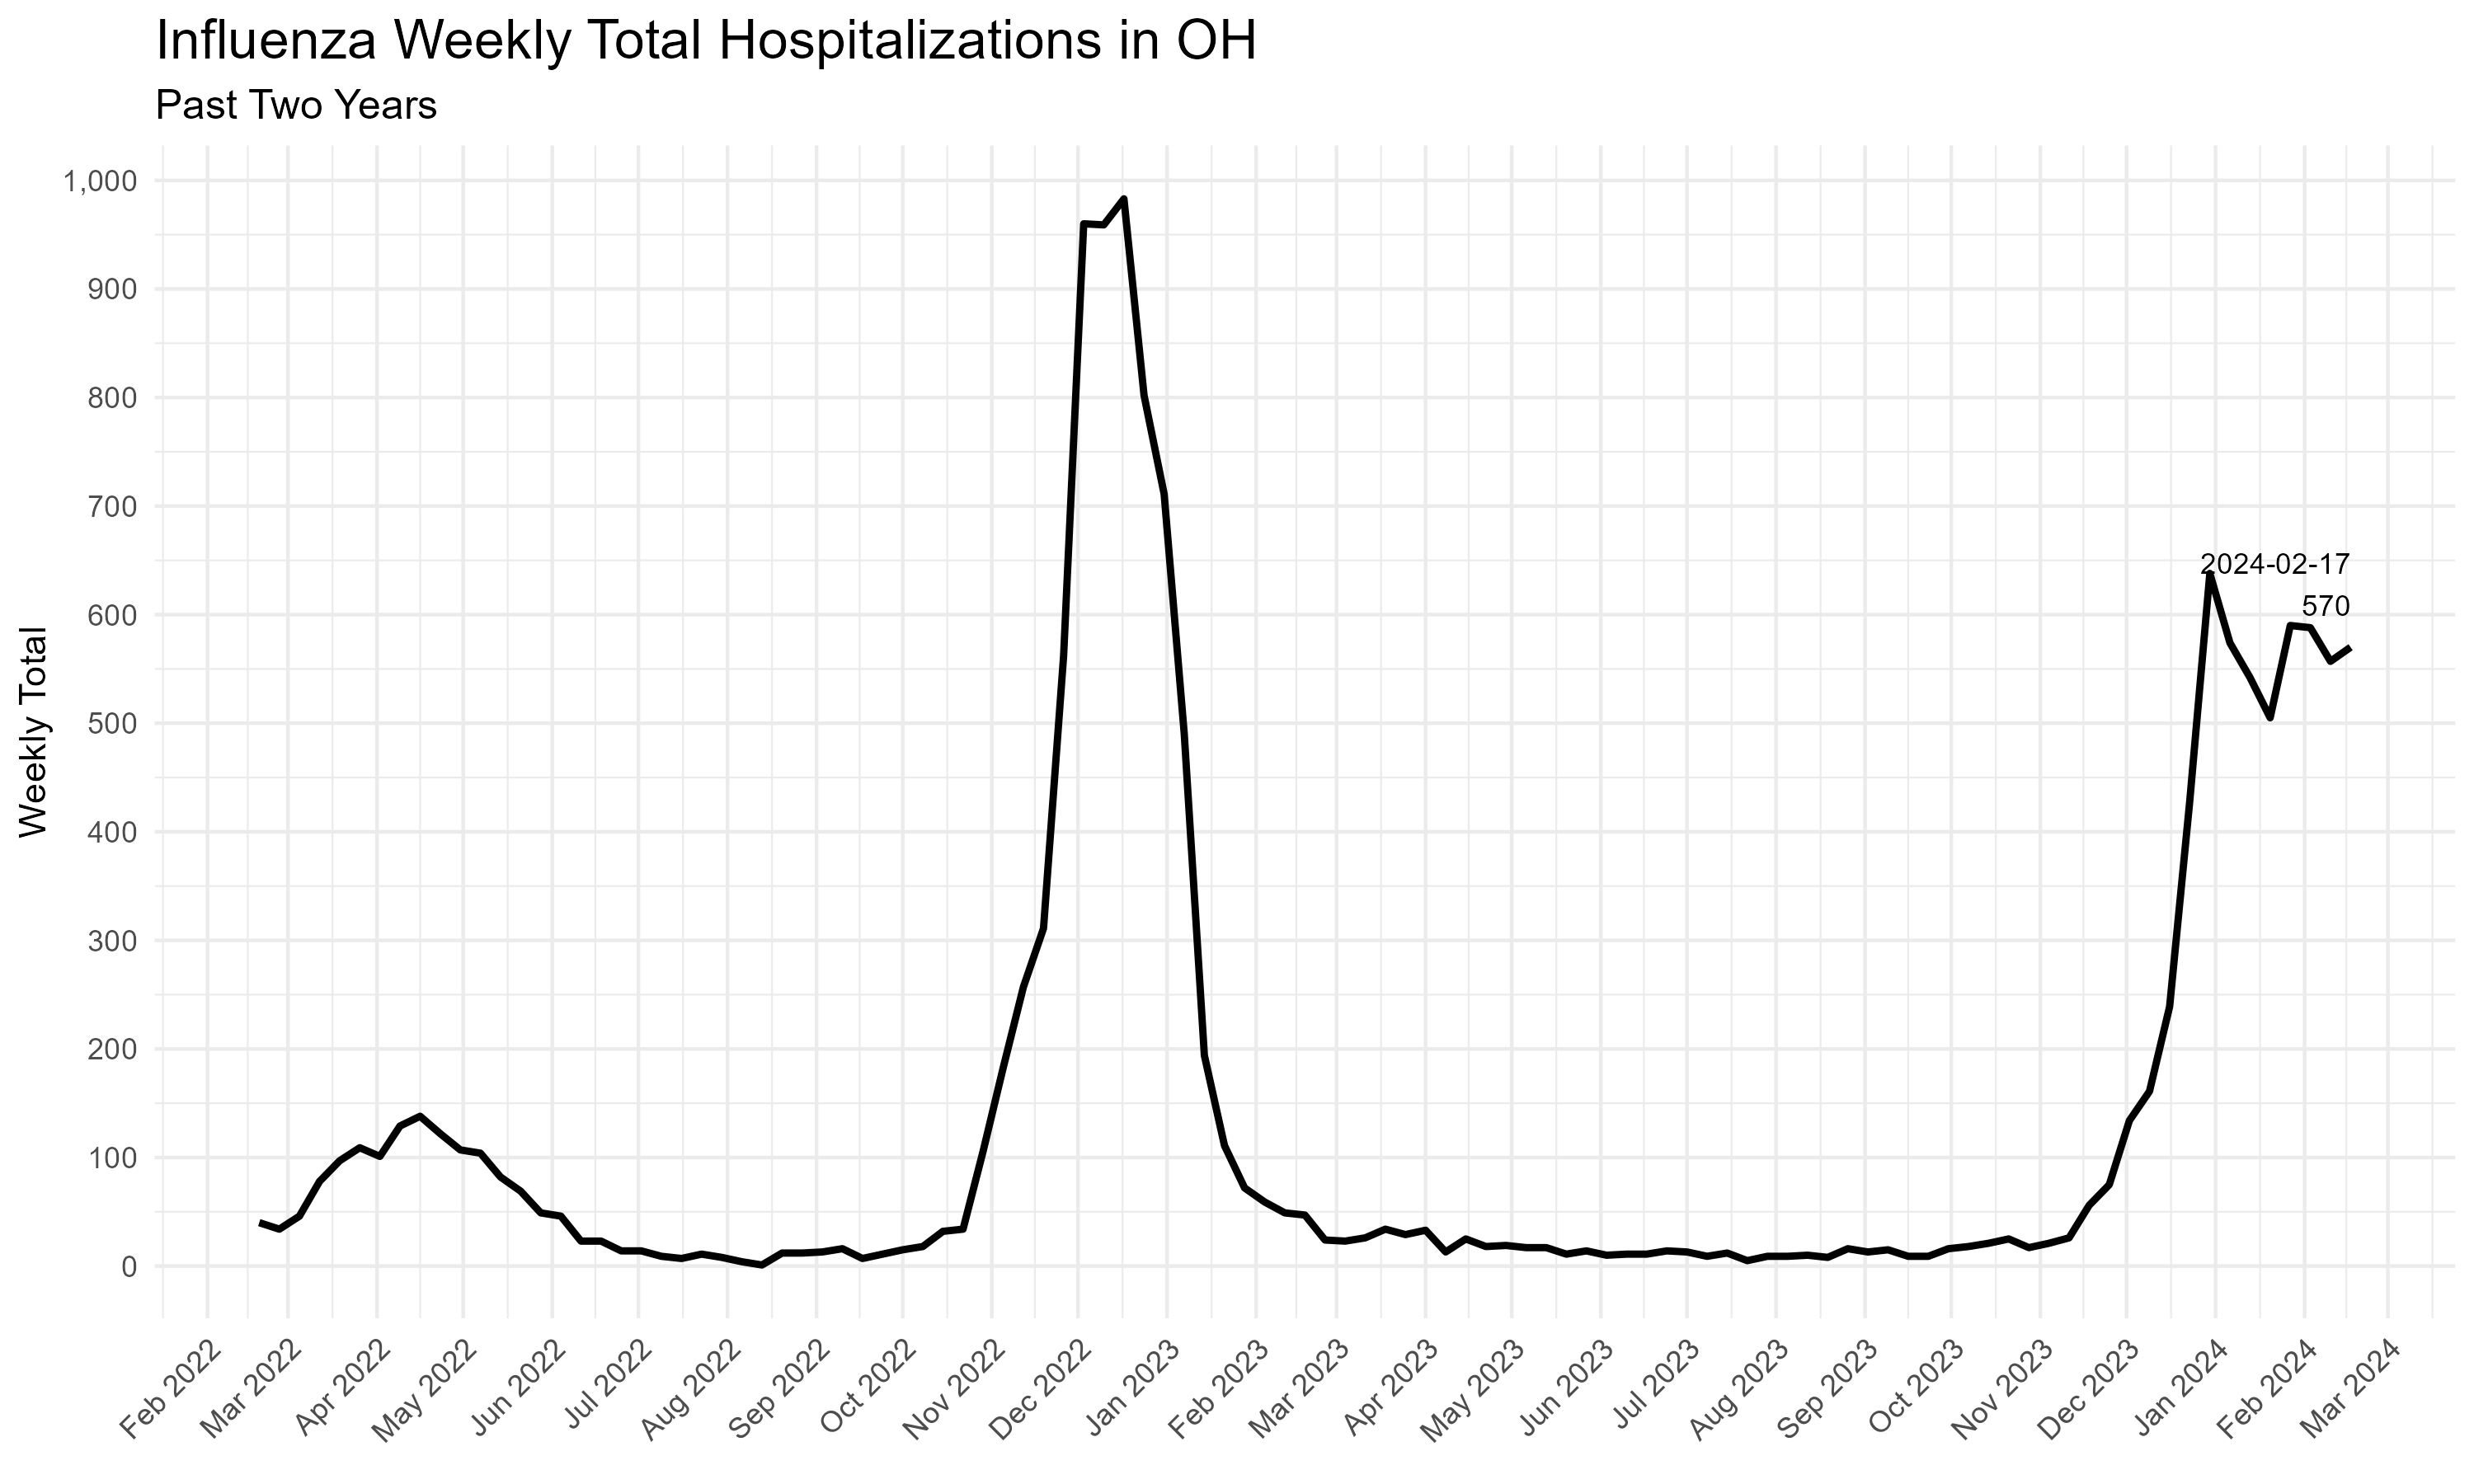 Influenza Weekly Total Hospitalizations in OH
Past Two Years
1,000
900
800
700
600
500
400
300
200
100
0
Weekly Total
2024-02-17
570
Feb 2022
Mar 2022
Apr 2022
May 2022
Jun 2022
Jul 2022
Aug 2022
Sep 2022
Oct 2022
Nov 2022
Dec 2022
Jan 2023
Feb 2023
Mar 2023
Apr 2023
May 2023
Jun 2023
Jul 2023
Aug 2023
Sep 2023
Oct 2023
Nov 2023
Dec 2023
Jan 2024
Feb 2024
Mar 2024